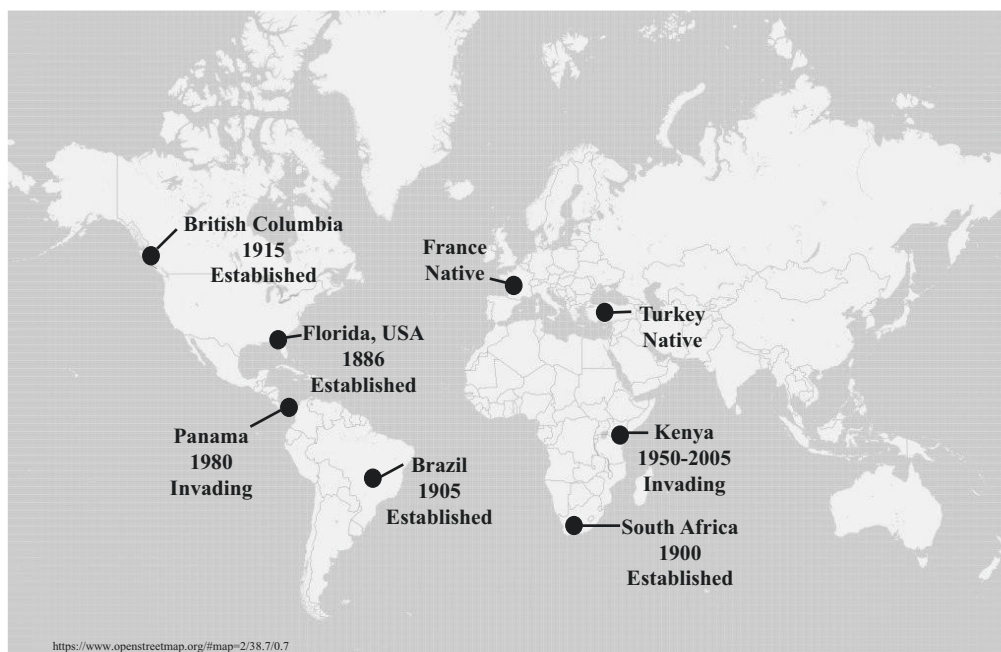 British Columbia
1915
Established
France
Native
Turkey
Native
Florida, USA
1886
Established
Panama
1980
Invading
Brazil
1905
Established
Kenya
1950-2005
Invading
South Africa
1900
Established
https://www.openstreetmap.org/#map=2/38.7/0.7